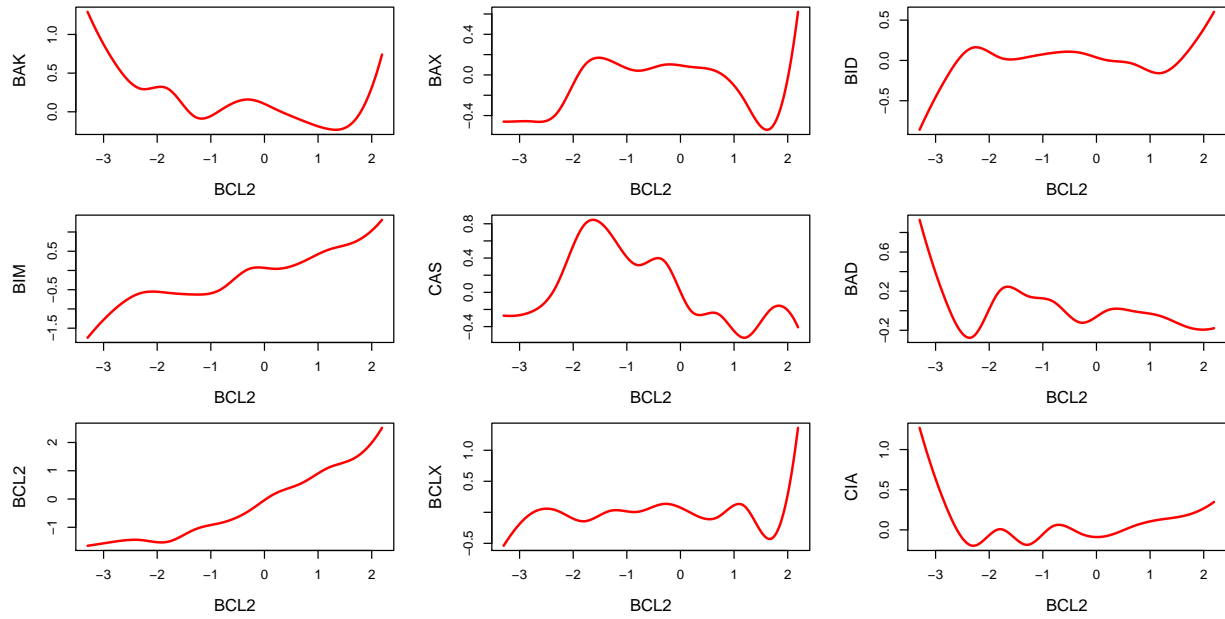 BAK
0.0 0.5 1.0
−3 −2 −1 0 1 2
BCL2
BAX
−0.4 0.0 0.4
−3 −2 −1 0 1 2
BCL2
BID
−0.5 0.0 0.5
−3 −2 −1 0 1 2
BCL2
BIM
−1.5 −0.5 0.5
−3 −2 −1 0 1 2
BCL2
CAS
−0.4 0.0 0.4 0.8
−3 −2 −1 0 1 2
BCL2
BAD
−0.2 0.2 0.6
−3 −2 −1 0 1 2
BCL2
BCL2
−1 0 1 2
−3 −2 −1 0 1 2
BCL2
BCLX
−0.5 0.5 1.0
−3 −2 −1 0 1 2
BCL2
CIA
0.0 0.5 1.0
−3 −2 −1 0 1 2
BCL2